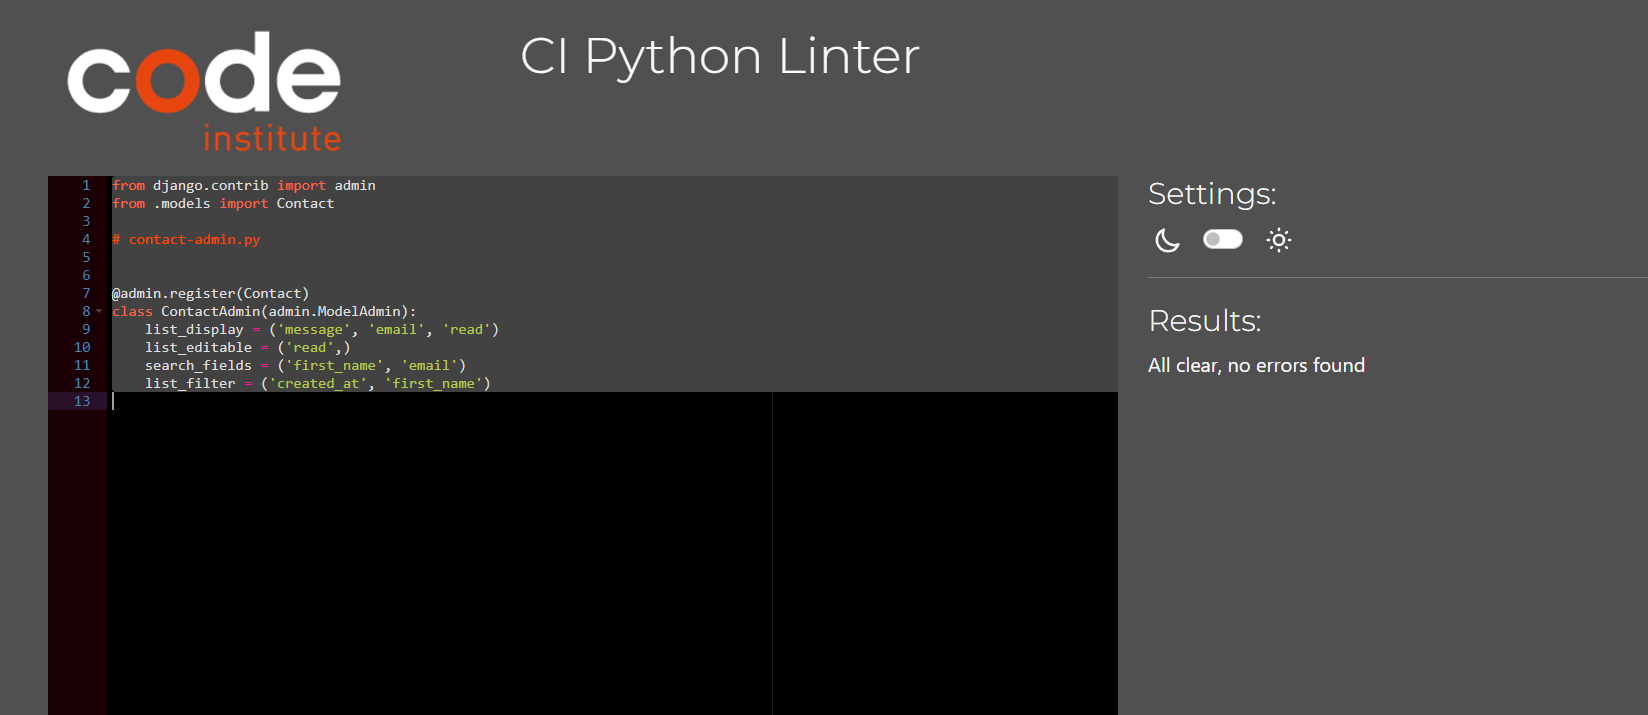 code
institute
CI Python Linter
1 from django.contrib import admin
2 from .models import Contact
3
4 # contact-admin.py
5
6
7 @admin.register(Contact)
8 class ContactAdmin(admin.ModelAdmin):
9     list_display = ('message', 'email', 'read')
10     list_editable = ('read',)
11     search_fields = ('first_name', 'email')
12     list_filter = ('created_at', 'first_name')
13
Settings:
Results:
All clear, no errors found